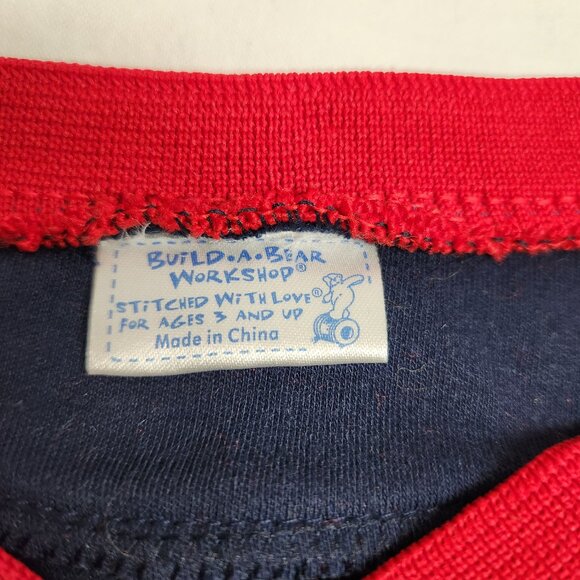 BUiLD•A•BEAR
WORKSHOP®
STiTCHED WiTH LOVE®
FOR AGES 3 AND UP
Made in China